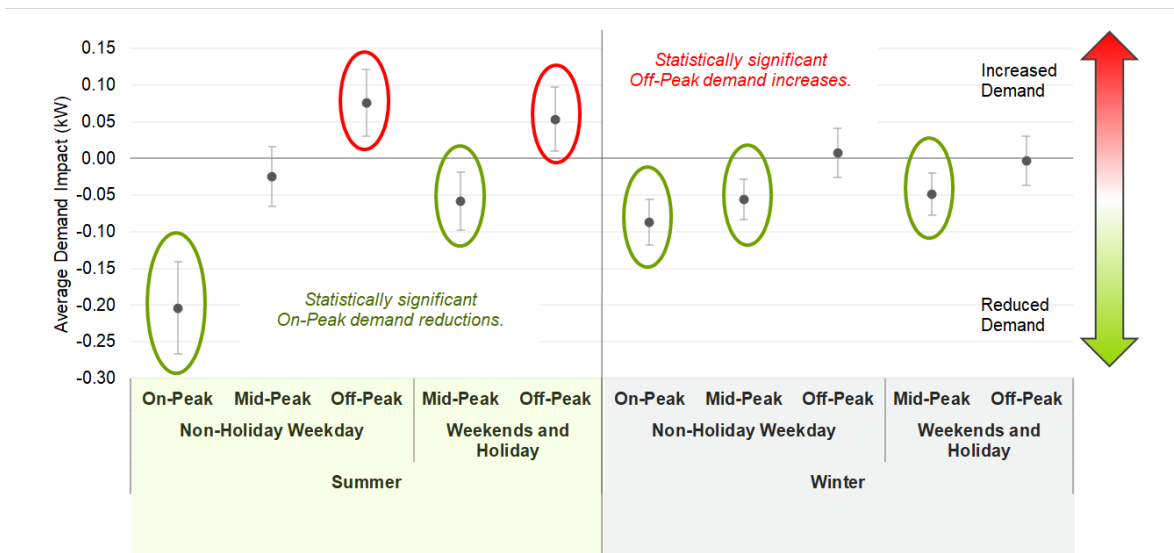 0.15
0.10
0.05
0.00
-0.05
-0.10
-0.15
-0.20
-0.25
-0.30
Average Demand Impact (kW)
Statistically significant
Off-Peak demand increases.
Increased
Demand
Statistically significant
On-Peak demand reductions.
Reduced
Demand
On-Peak Mid-Peak Off-Peak Mid-Peak Off-Peak On-Peak Mid-Peak Off-Peak Mid-Peak Off-Peak
Non-Holiday Weekday
Weekends and
Holiday
Non-Holiday Weekday
Weekends and
Holiday
Summer
Winter